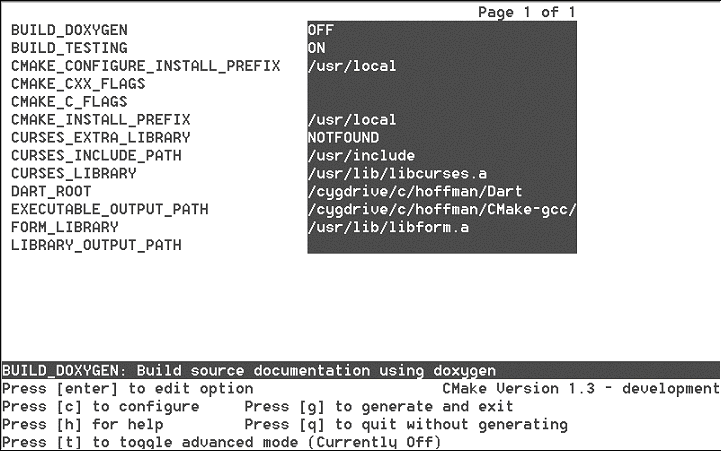 Page 1 of 1
BUILD_DOXYGEN OFF
BUILD_TESTING ON
CMAKE_CONFIGURE_INSTALL_PREFIX /usr/local
CMAKE_CXX_FLAGS
CMAKE_C_FLAGS
CMAKE_INSTALL_PREFIX /usr/local
CURSES_EXTRA_LIBRARY NOTFOUND
CURSES_INCLUDE_PATH /usr/include
CURSES_LIBRARY /usr/lib/libcurses.a
DART_ROOT /cygdrive/c/hoffman/Dart
EXECUTABLE_OUTPUT_PATH /cygdrive/c/hoffman/CMake-gcc/
FORM_LIBRARY /usr/lib/libform.a
LIBRARY_OUTPUT_PATH
BUILD_DOXYGEN: Build source documentation using doxygen
Press [enter] to edit option CMake Version 1.3 - development
Press [c] to configure Press [g] to generate and exit
Press [h] for help Press [q] to quit without generating
Press [t] to toggle advanced mode (Currently Off)